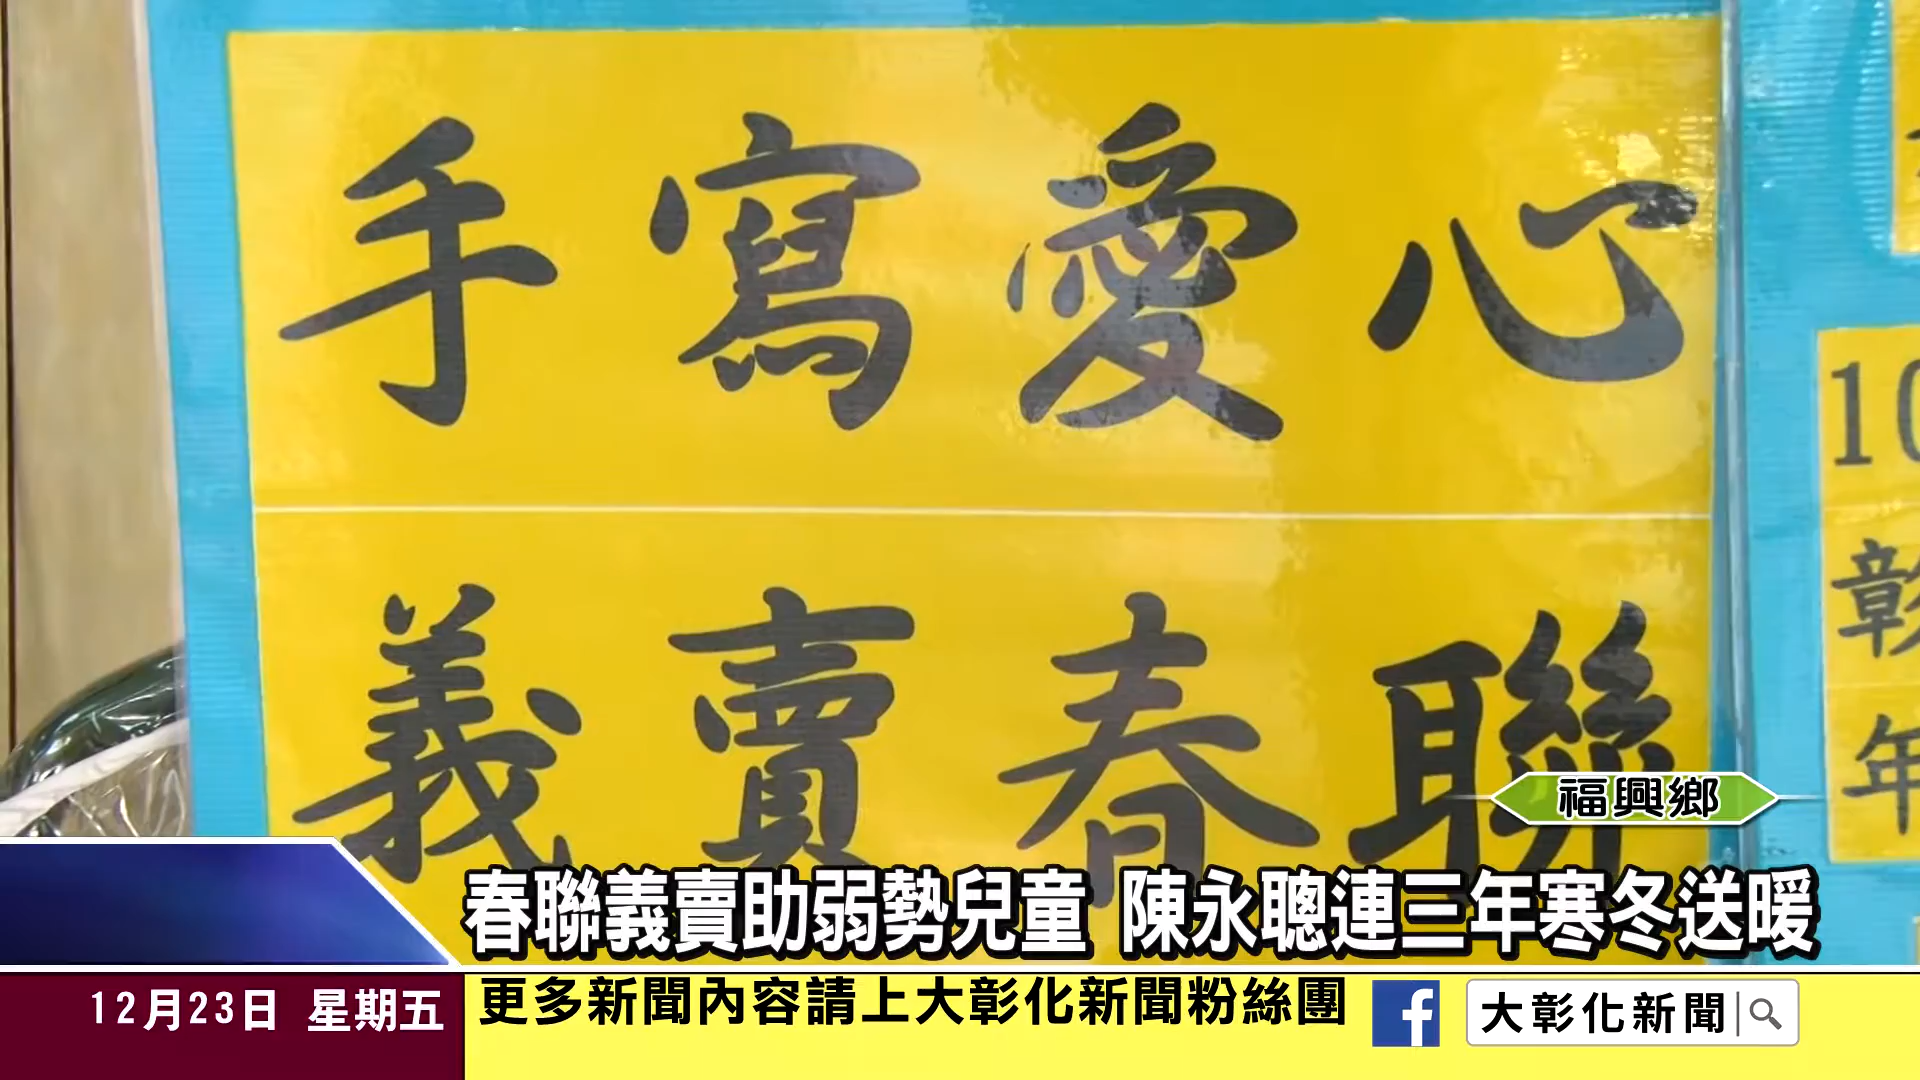 手寫愛心
義賣春聯
10
彰
年
福興鄉
春聯義賣助弱勢兒童 陳永聰連三年寒冬送暖
12月23日 星期五
更多新聞內容請上大彰化新聞粉絲團
大彰化新聞